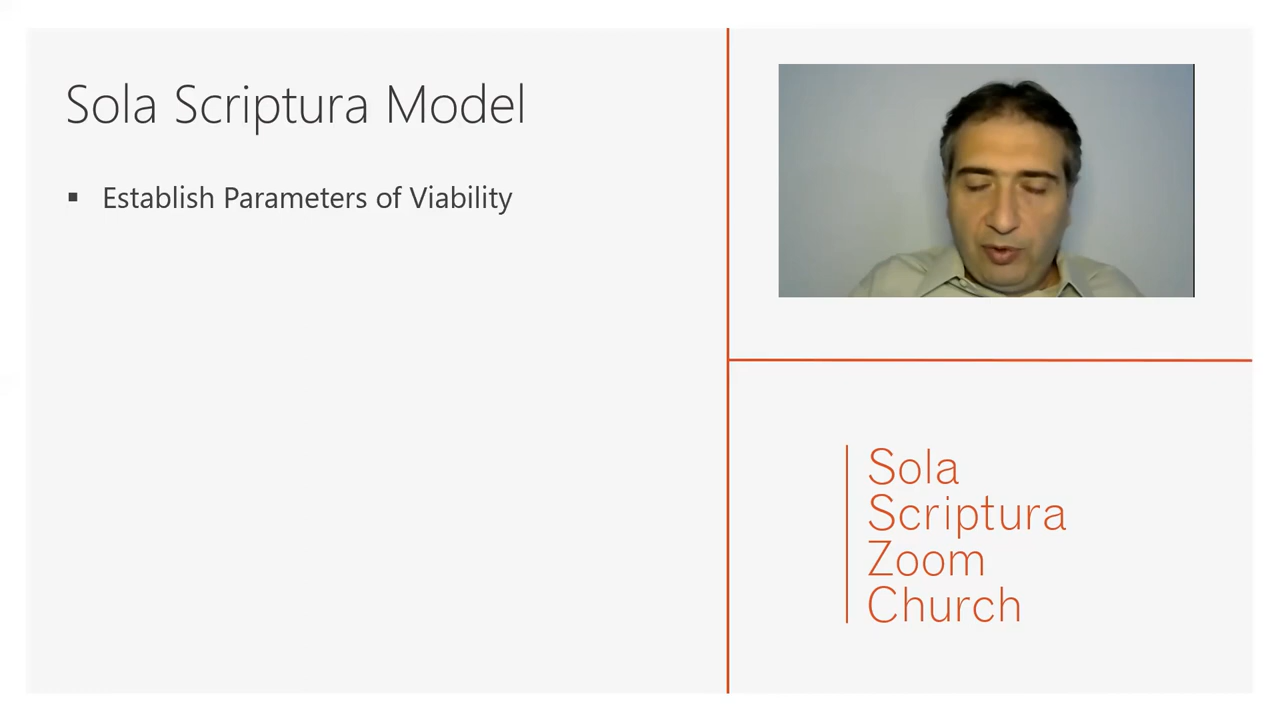 Sola Scriptura Model
▪ Establish Parameters of Viability
Sola
Scriptura
Zoom
Church